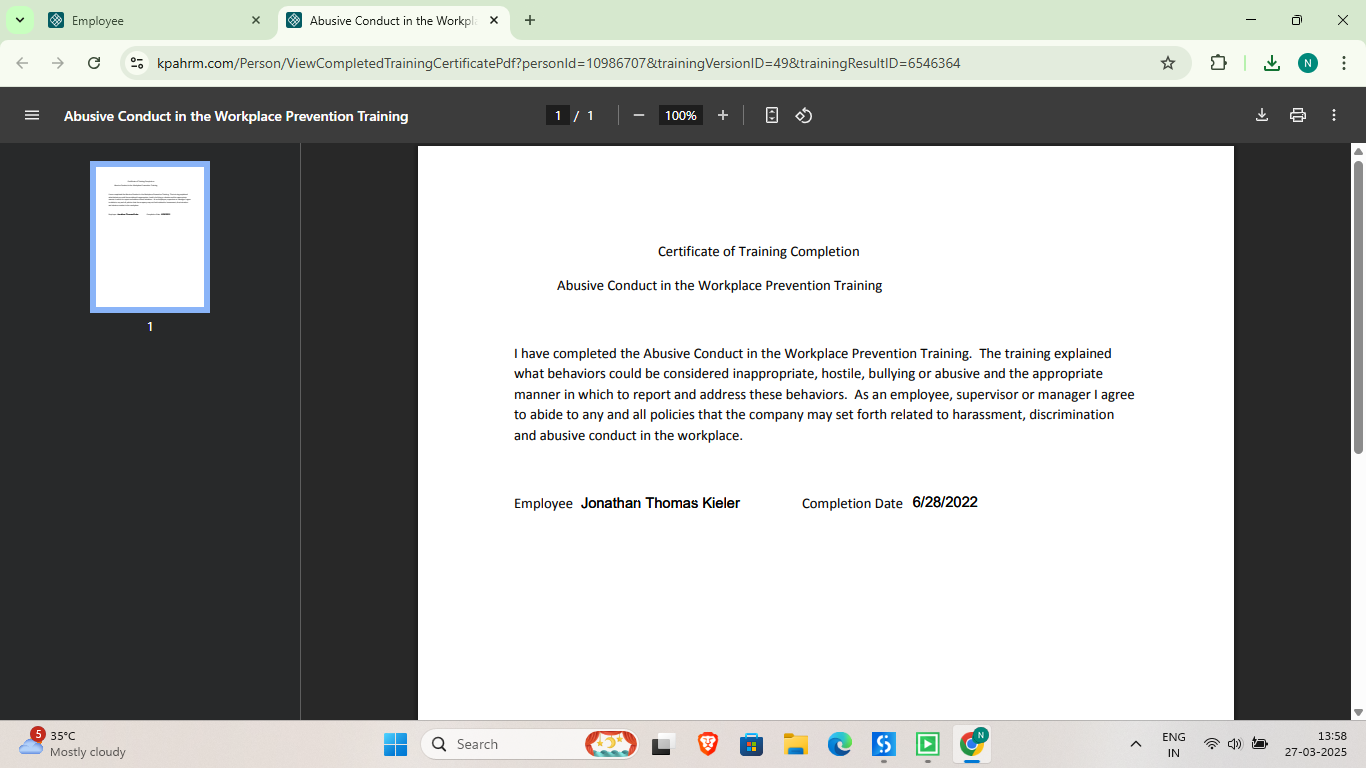 Employee
Abusive Conduct in the Workpl
kpahrm.com/Person/ViewCompletedTrainingCertificatePdf?personId=10986707&trainingVersionID=49&trainingResultID=6546364
N
Abusive Conduct in the Workplace Prevention Training
1 / 1
100%
1
Certificate of Training Completion
Abusive Conduct in the Workplace Prevention Training
I have completed the Abusive Conduct in the Workplace Prevention Training.  The training explained
what behaviors could be considered inappropriate, hostile, bullying or abusive and the appropriate
manner in which to report and address these behaviors.  As an employee, supervisor or manager I agree
to abide to any and all policies that the company may set forth related to harassment, discrimination
and abusive conduct in the workplace.
Employee Jonathan Thomas Kieler Completion Date 6/28/2022
5
35°C
Mostly cloudy
Search
N
ENG
IN
13:58
27-03-2025